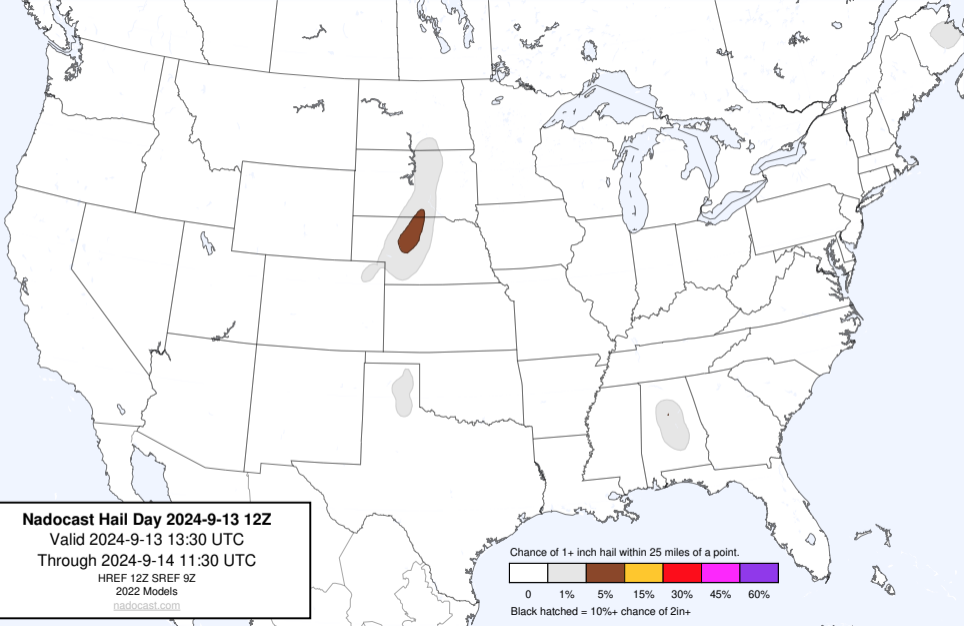 Nadocast Hail Day 2024-9-13 12Z
Valid 2024-9-13 13:30 UTC
Through 2024-9-14 11:30 UTC
HREF 12Z SREF 9Z
2022 Models
nadocast.com
Chance of 1+ inch hail within 25 miles of a point.
0 1% 5% 15% 30% 45% 60%
Black hatched = 10%+ chance of 2in+